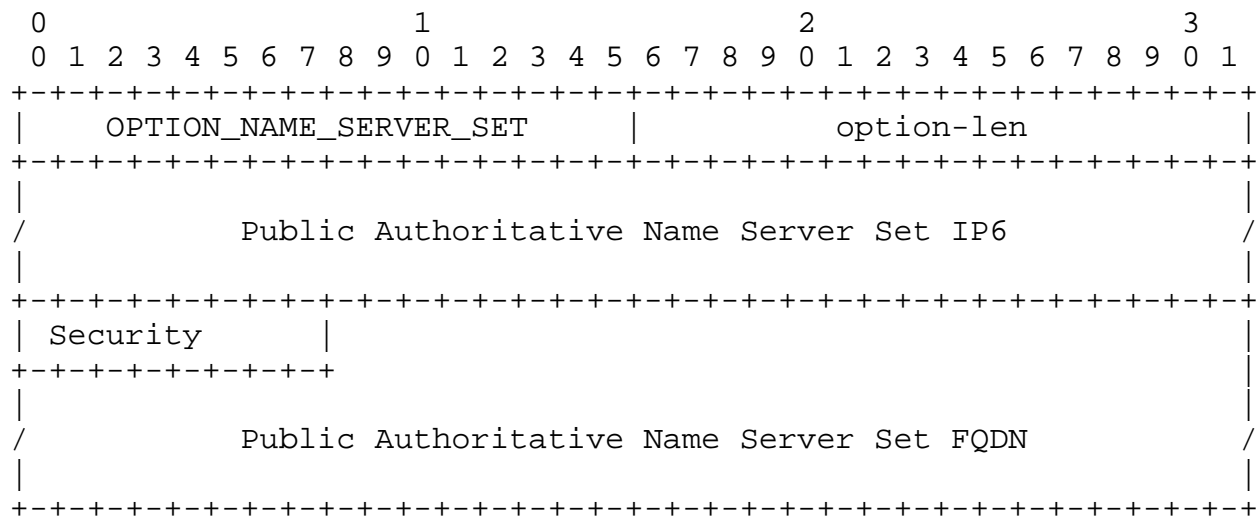 0                   1                   2                   3
 0 1 2 3 4 5 6 7 8 9 0 1 2 3 4 5 6 7 8 9 0 1 2 3 4 5 6 7 8 9 0 1
+-+-+-+-+-+-+-+-+-+-+-+-+-+-+-+-+-+-+-+-+-+-+-+-+-+-+-+-+-+-+-+-+
|    OPTION_NAME_SERVER_SET     |          option-len           |
+-+-+-+-+-+-+-+-+-+-+-+-+-+-+-+-+-+-+-+-+-+-+-+-+-+-+-+-+-+-+-+-+
|                                                               |
/           Public Authoritative Name Server Set IP6            /
|                                                               |
+-+-+-+-+-+-+-+-+-+-+-+-+-+-+-+-+-+-+-+-+-+-+-+-+-+-+-+-+-+-+-+-+
| Security      |                                               |
+-+-+-+-+-+-+-+-+                                               |
|                                                               |
/           Public Authoritative Name Server Set FQDN           /
|                                                               |
+-+-+-+-+-+-+-+-+-+-+-+-+-+-+-+-+-+-+-+-+-+-+-+-+-+-+-+-+-+-+-+-+